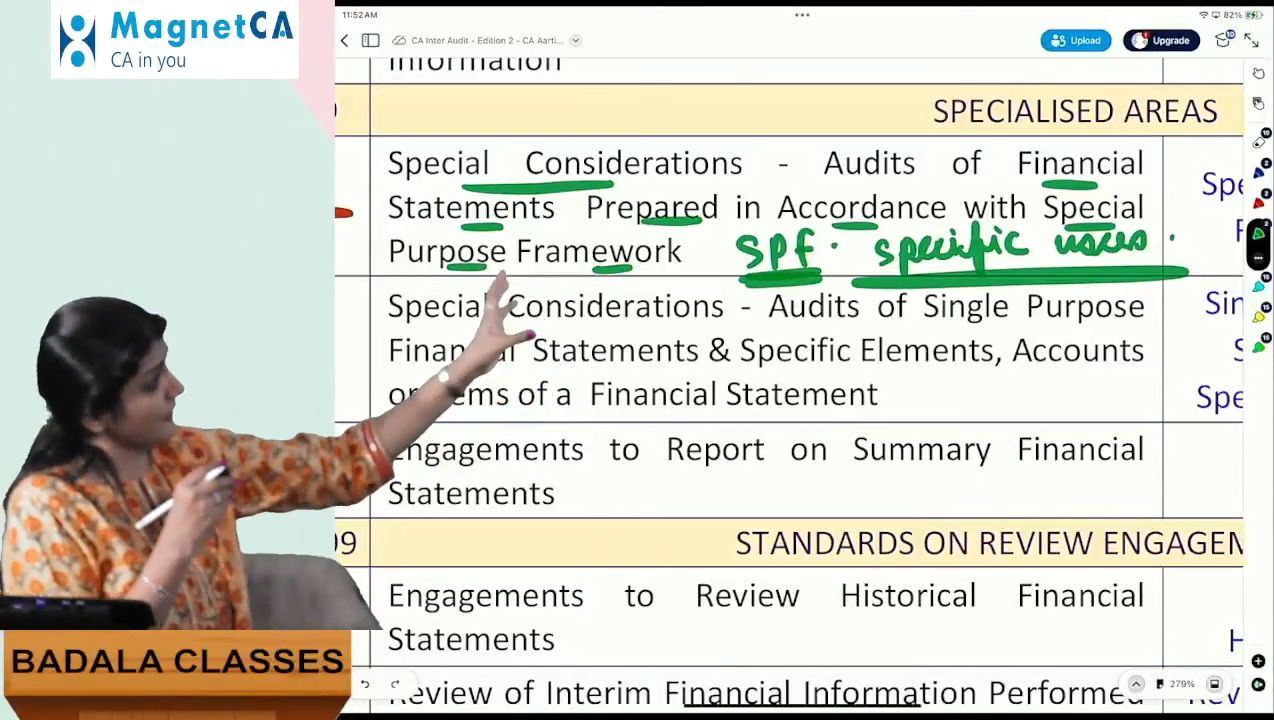 MagnetCA
CA in you
11:52 AM
82%
CA Inter Audit - Edition 2 - CA Aarti...
Upload
Upgrade
Information
SPECIALISED AREAS
Special Considerations - Audits of Financial
Statements Prepared in Accordance with Special
Purpose Framework
SPF. specific users.
Special Considerations - Audits of Single Purpose
Financial Statements & Specific Elements, Accounts
or Items of a Financial Statement
Engagements to Report on Summary Financial
Statements
99
STANDARDS ON REVIEW ENGAGEM
Engagements to Review Historical Financial
Statements
Review of Interim Financial Information Performed
279%
BADALA CLASSES